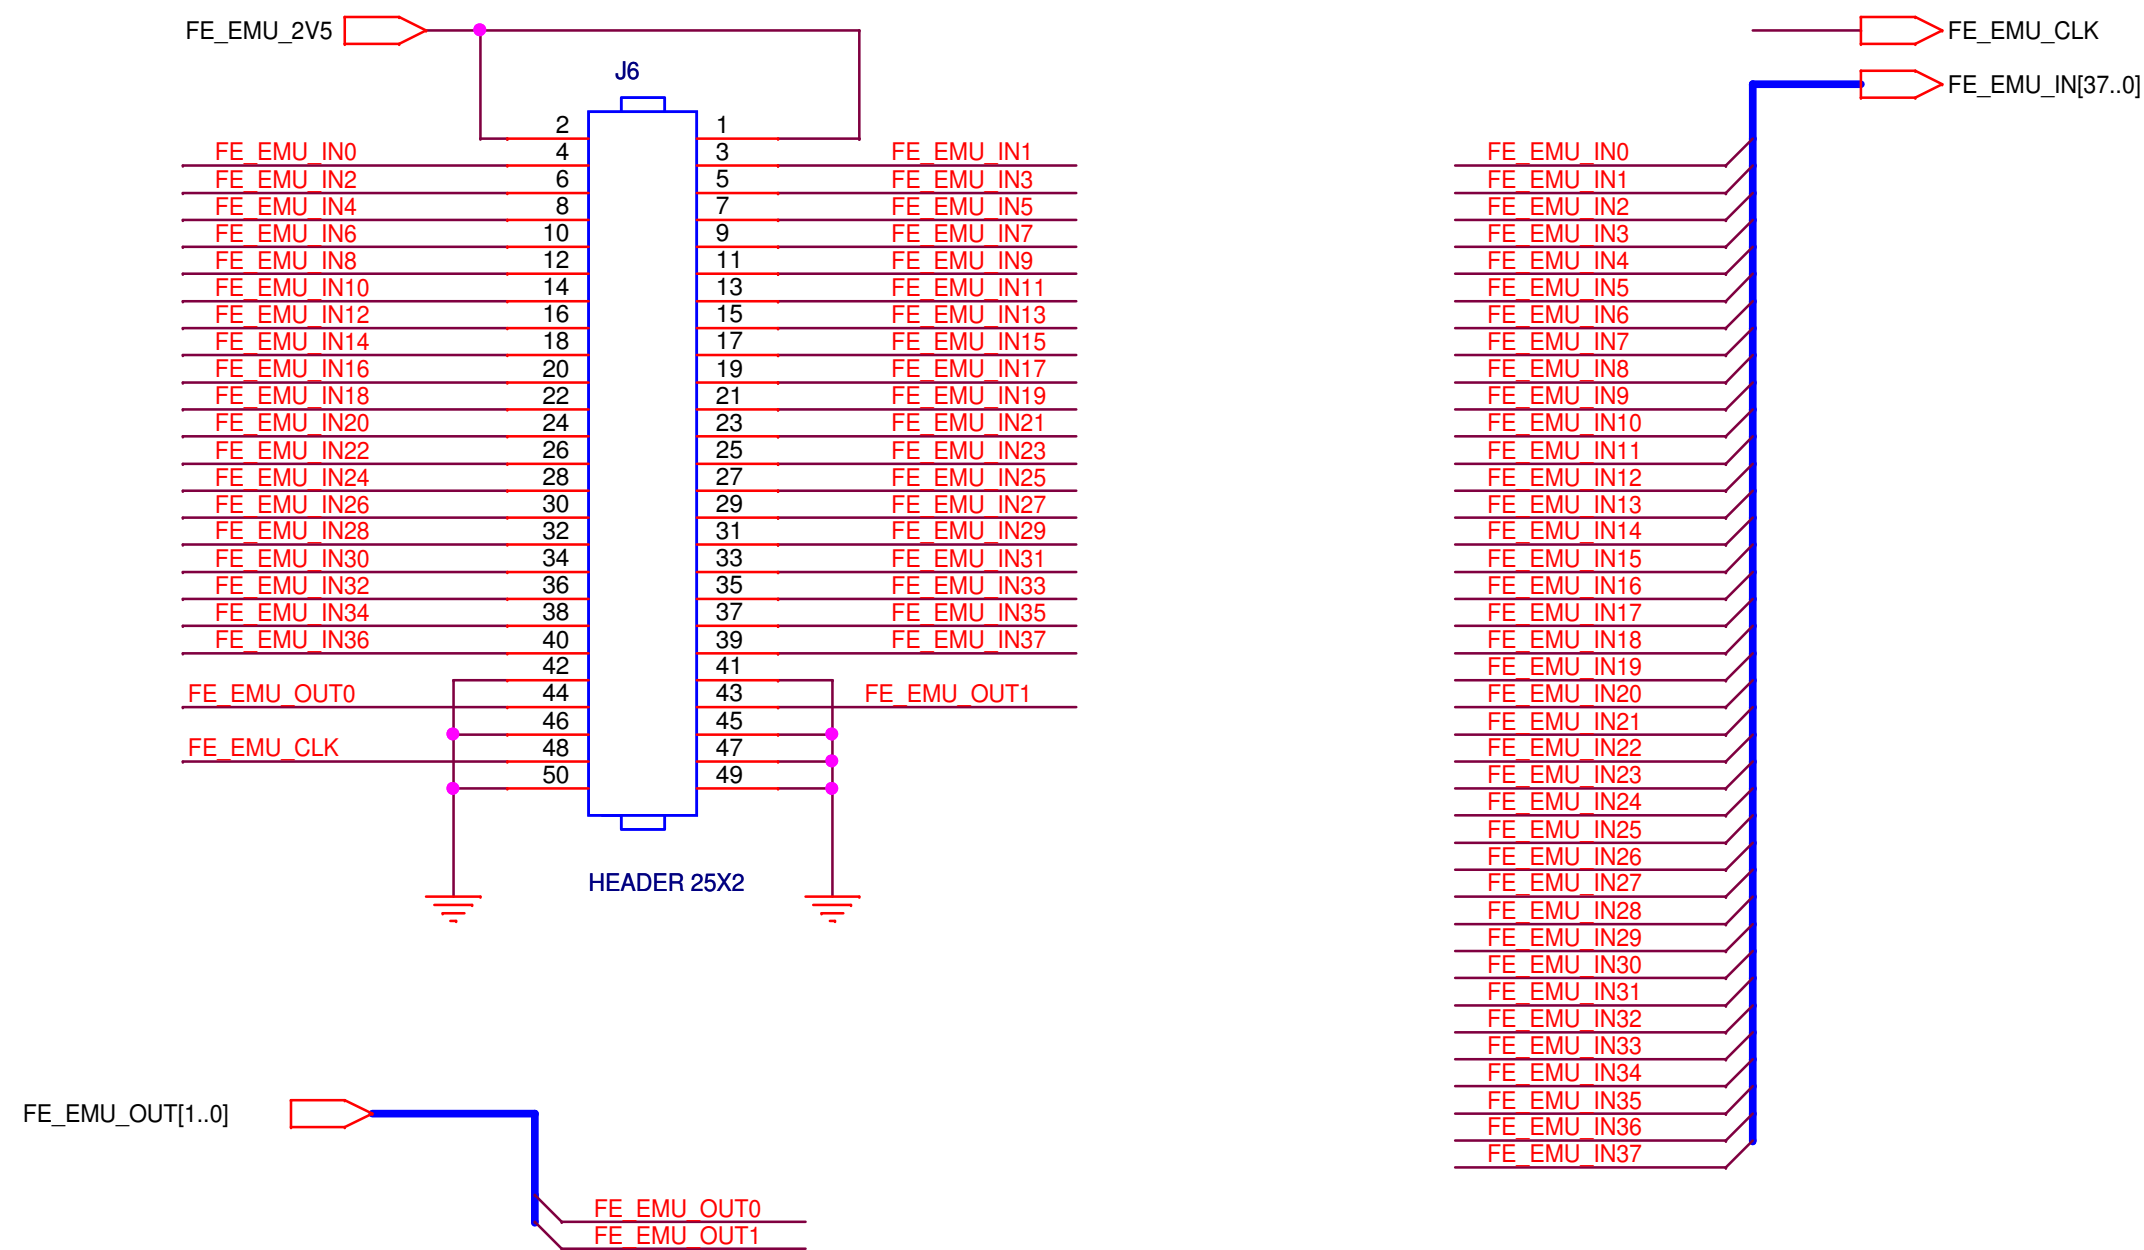 FE_EMU_2V5
FE_EMU_CLK
FE_EMU_IN[37..0]
J6
2 1
FE_EMU_IN0 4 3 FE_EMU_IN1
FE_EMU_IN2 6 5 FE_EMU_IN3
FE_EMU_IN4 8 7 FE_EMU_IN5
FE_EMU_IN6 10 9 FE_EMU_IN7
FE_EMU_IN8 12 11 FE_EMU_IN9
FE_EMU_IN10 14 13 FE_EMU_IN11
FE_EMU_IN12 16 15 FE_EMU_IN13
FE_EMU_IN14 18 17 FE_EMU_IN15
FE_EMU_IN16 20 19 FE_EMU_IN17
FE_EMU_IN18 22 21 FE_EMU_IN19
FE_EMU_IN20 24 23 FE_EMU_IN21
FE_EMU_IN22 26 25 FE_EMU_IN23
FE_EMU_IN24 28 27 FE_EMU_IN25
FE_EMU_IN26 30 29 FE_EMU_IN27
FE_EMU_IN28 32 31 FE_EMU_IN29
FE_EMU_IN30 34 33 FE_EMU_IN31
FE_EMU_IN32 36 35 FE_EMU_IN33
FE_EMU_IN34 38 37 FE_EMU_IN35
FE_EMU_IN36 40 39 FE_EMU_IN37
42 41
FE_EMU_OUT0 44 43 FE_EMU_OUT1
46 45
FE_EMU_CLK 48 47
50 49
HEADER 25X2
FE_EMU_IN0
FE_EMU_IN1
FE_EMU_IN2
FE_EMU_IN3
FE_EMU_IN4
FE_EMU_IN5
FE_EMU_IN6
FE_EMU_IN7
FE_EMU_IN8
FE_EMU_IN9
FE_EMU_IN10
FE_EMU_IN11
FE_EMU_IN12
FE_EMU_IN13
FE_EMU_IN14
FE_EMU_IN15
FE_EMU_IN16
FE_EMU_IN17
FE_EMU_IN18
FE_EMU_IN19
FE_EMU_IN20
FE_EMU_IN21
FE_EMU_IN22
FE_EMU_IN23
FE_EMU_IN24
FE_EMU_IN25
FE_EMU_IN26
FE_EMU_IN27
FE_EMU_IN28
FE_EMU_IN29
FE_EMU_IN30
FE_EMU_IN31
FE_EMU_IN32
FE_EMU_IN33
FE_EMU_IN34
FE_EMU_IN35
FE_EMU_IN36
FE_EMU_IN37
FE_EMU_OUT[1..0]
FE_EMU_OUT0
FE_EMU_OUT1